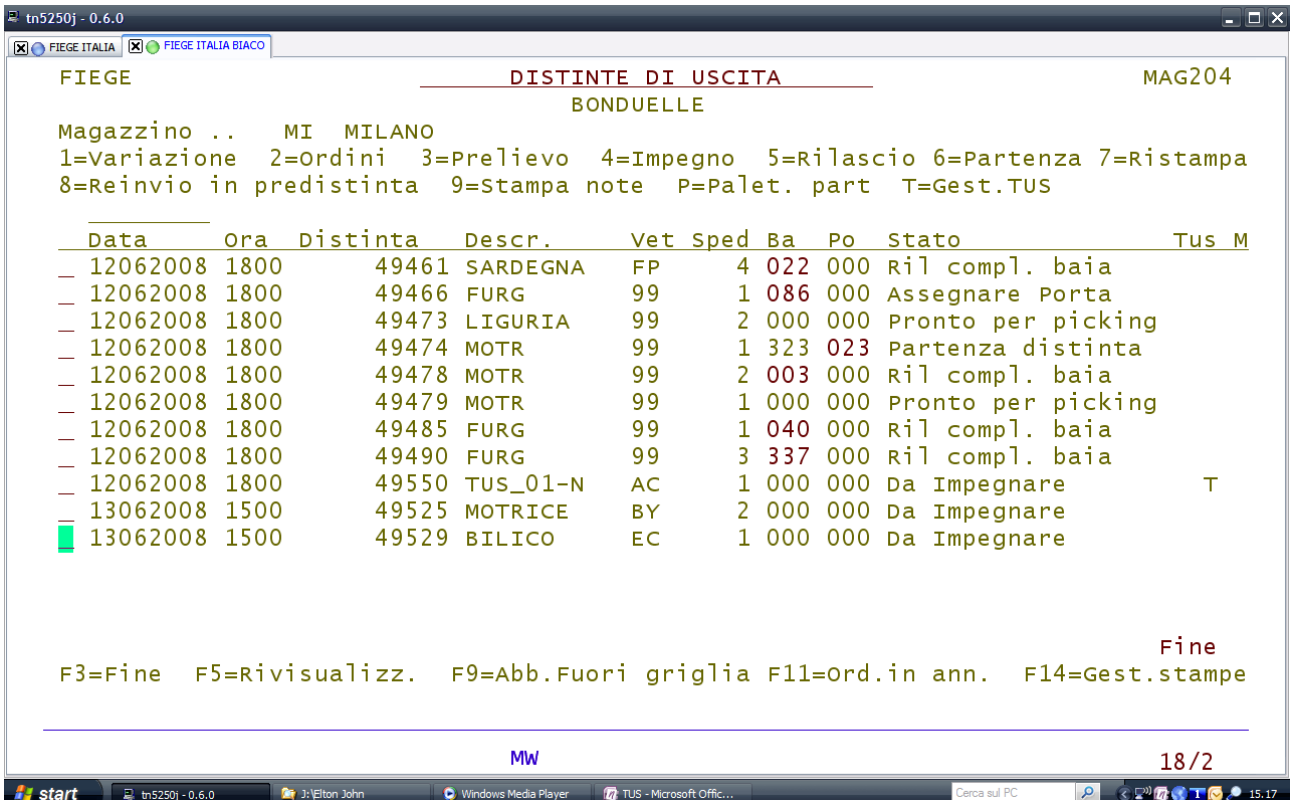 tn5250j - 0.6.0
FIEGE ITALIA FIEGE ITALIA BIACO
FIEGE DISTINTE DI USCITA MAG204
BONDUELLE
Magazzino .. MI MILANO
1=Variazione 2=Ordini 3=Prelievo 4=Impegno 5=Rilascio 6=Partenza 7=Ristampa
8=Reinvio in predistinta 9=Stampa note P=Palet. part T=Gest.TUS
Data Ora Distinta Descr. Vet Sped Ba Po Stato Tus M
_ 12062008 1800 49461 SARDEGNA FP 4 022 000 Ril compl. baia
_ 12062008 1800 49466 FURG 99 1 086 000 Assegnare Porta
_ 12062008 1800 49473 LIGURIA 99 2 000 000 Pronto per picking
_ 12062008 1800 49474 MOTR 99 1 323 023 Partenza distinta
_ 12062008 1800 49478 MOTR 99 2 003 000 Ril compl. baia
_ 12062008 1800 49479 MOTR 99 1 000 000 Pronto per picking
_ 12062008 1800 49485 FURG 99 1 040 000 Ril compl. baia
_ 12062008 1800 49490 FURG 99 3 337 000 Ril compl. baia
_ 12062008 1800 49550 TUS_01-N AC 1 000 000 Da Impegnare T
_ 13062008 1500 49525 MOTRICE BY 2 000 000 Da Impegnare
_ 13062008 1500 49529 BILICO EC 1 000 000 Da Impegnare
Fine
F3=Fine F5=Rivisualizz. F9=Abb.Fuori griglia F11=Ord.in ann. F14=Gest.stampe
MW 18/2
start tn5250j - 0.6.0 J:\Elton John Windows Media Player TUS - Microsoft Offic... Cerca sul PC 15.17